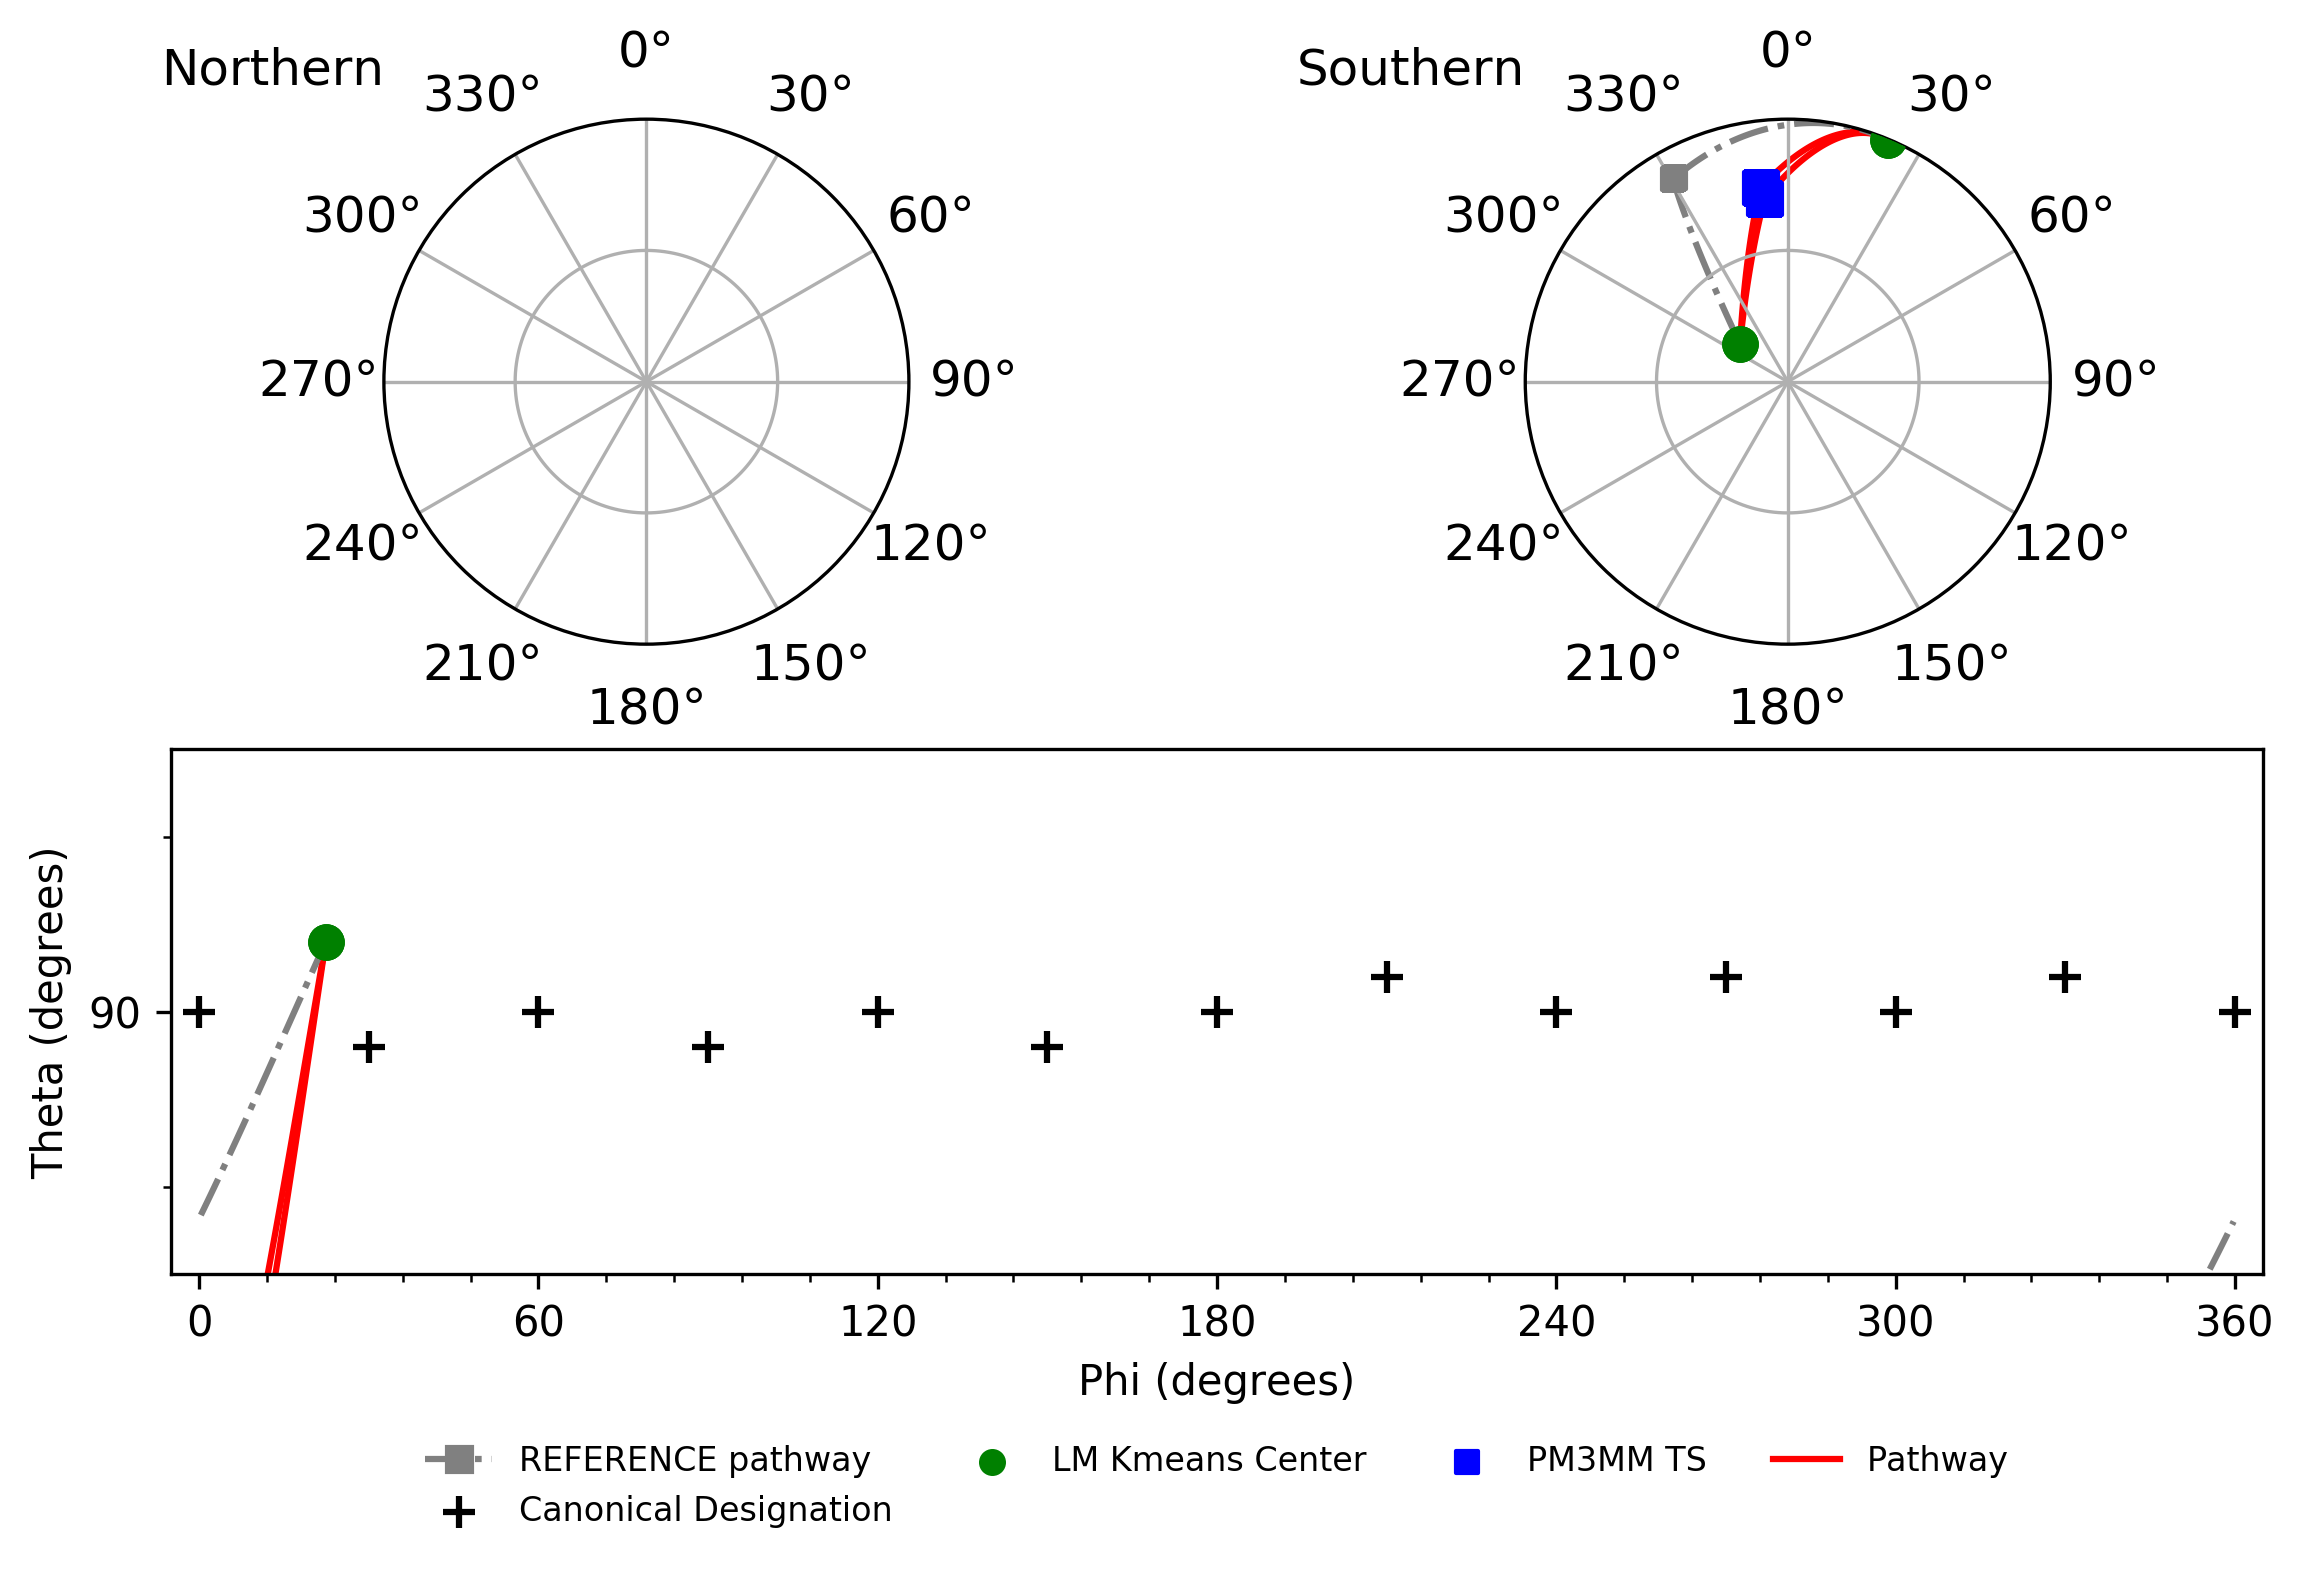 Northern
0°
30°
60°
90°
120°
150°
180°
210°
240°
270°
300°
330°
Southern
0°
30°
60°
90°
120°
150°
180°
210°
240°
270°
300°
330°
Theta (degrees)
90
0 60 120 180 240 300 360
Phi (degrees)
REFERENCE pathway
Canonical Designation
LM Kmeans Center
PM3MM TS
Pathway